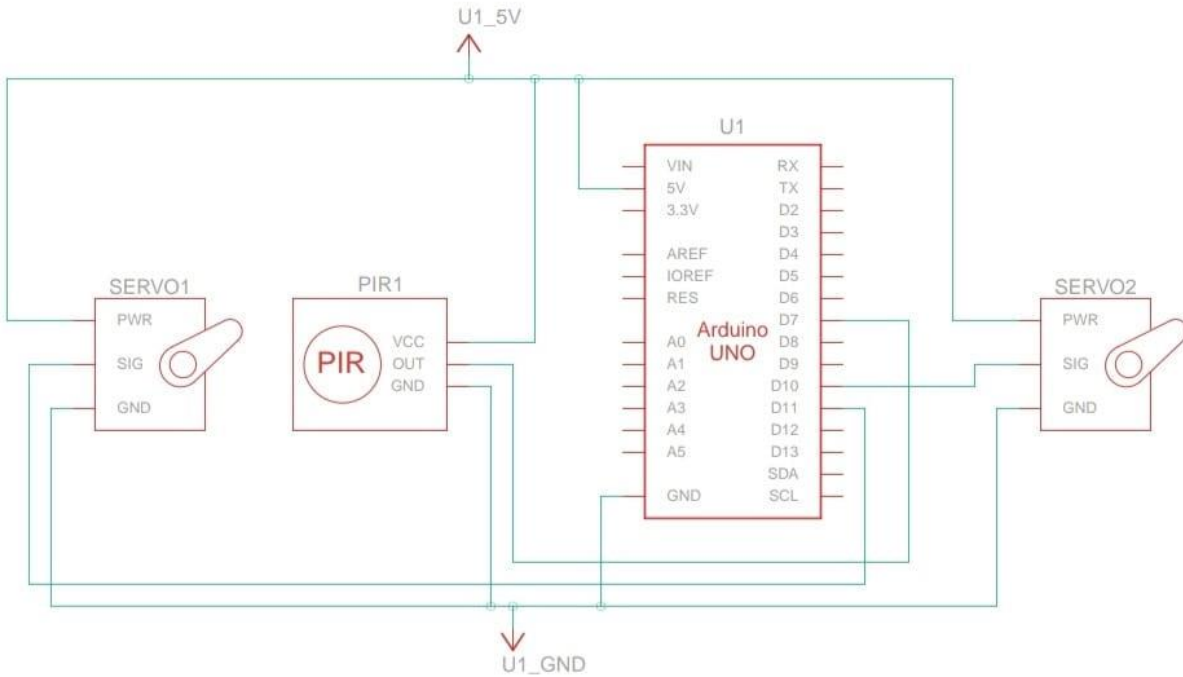 U1_5V
U1
VIN
5V
3.3V
AREF
IOREF
RES
A0
A1
A2
A3
A4
A5
GND
RX
TX
D2
D3
D4
D5
D6
D7
D8
D9
D10
D11
D12
D13
SDA
SCL
Arduino
UNO
SERVO1
PWR
SIG
GND
PIR1
PIR
VCC
OUT
GND
SERVO2
PWR
SIG
GND
U1_GND